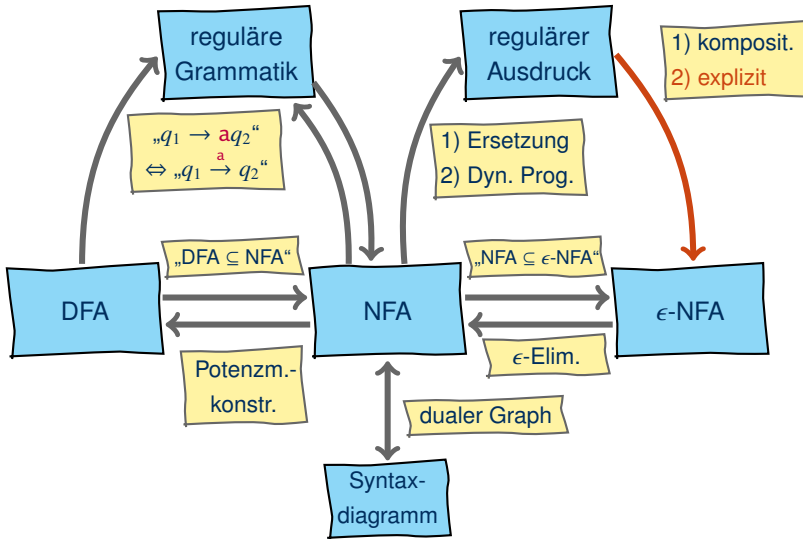 reguläre
Grammatik
regulärer
Ausdruck
1) komposit.
2) explizit
„q₁ → aq₂“
⇔ „q₁ →ᵃ q₂“
1) Ersetzung
2) Dyn. Prog.
„DFA ⊆ NFA“
„NFA ⊆ ϵ-NFA“
DFA
NFA
ϵ-NFA
Potenzm.-
konstr.
ϵ-Elim.
dualer Graph
Syntax-
diagramm